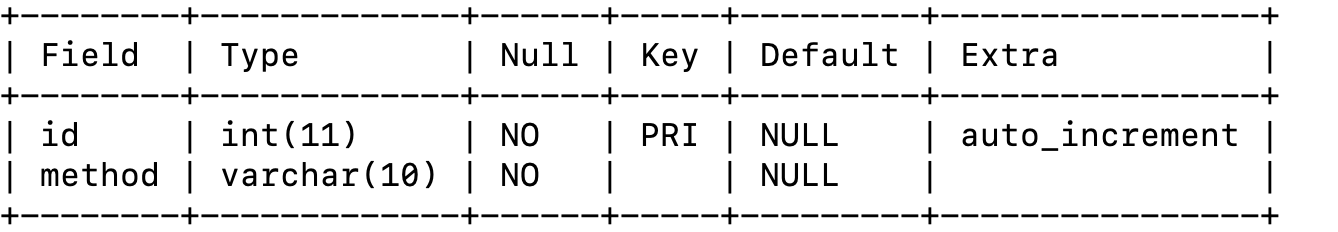 +--------+-------------+------+-----+---------+----------------+
| Field  | Type        | Null | Key | Default | Extra          |
+--------+-------------+------+-----+---------+----------------+
| id     | int(11)     | NO   | PRI | NULL    | auto_increment |
| method | varchar(10) | NO   |     | NULL    |                |
+--------+-------------+------+-----+---------+----------------+